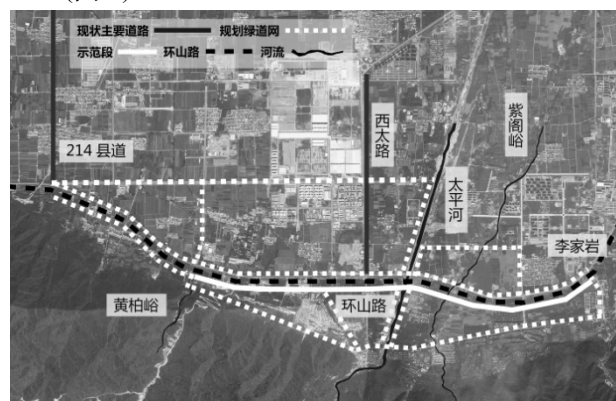 现状主要道路 规划绿道网
示范段 环山路 河流
214 县道
西太路
紫阁峪
太平河
李家岩
黄柏峪
环山路